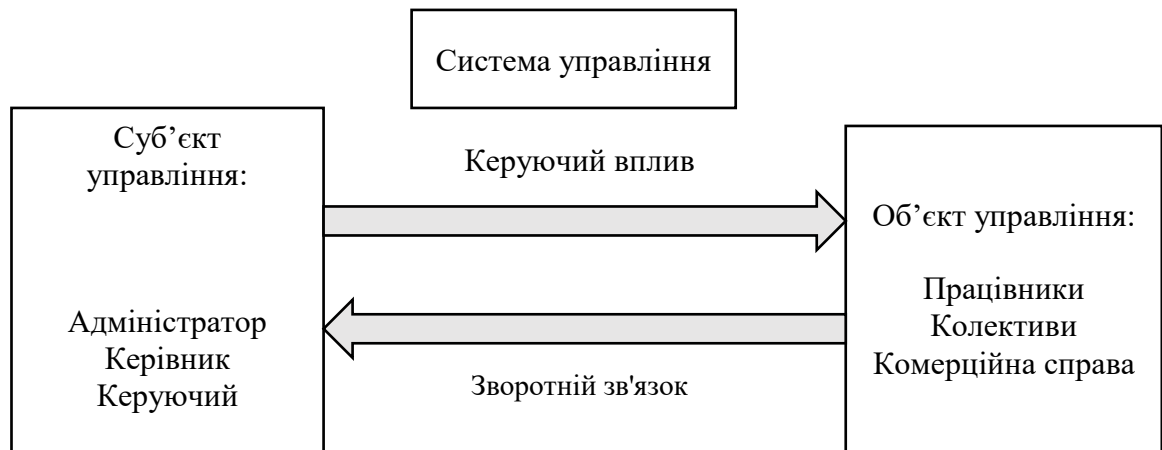 Система управління
Суб’єкт
управління:
Адміністратор
Керівник
Керуючий
Керуючий вплив
Зворотній зв'язок
Об’єкт управління:
Працівники
Колективи
Комерційна справа